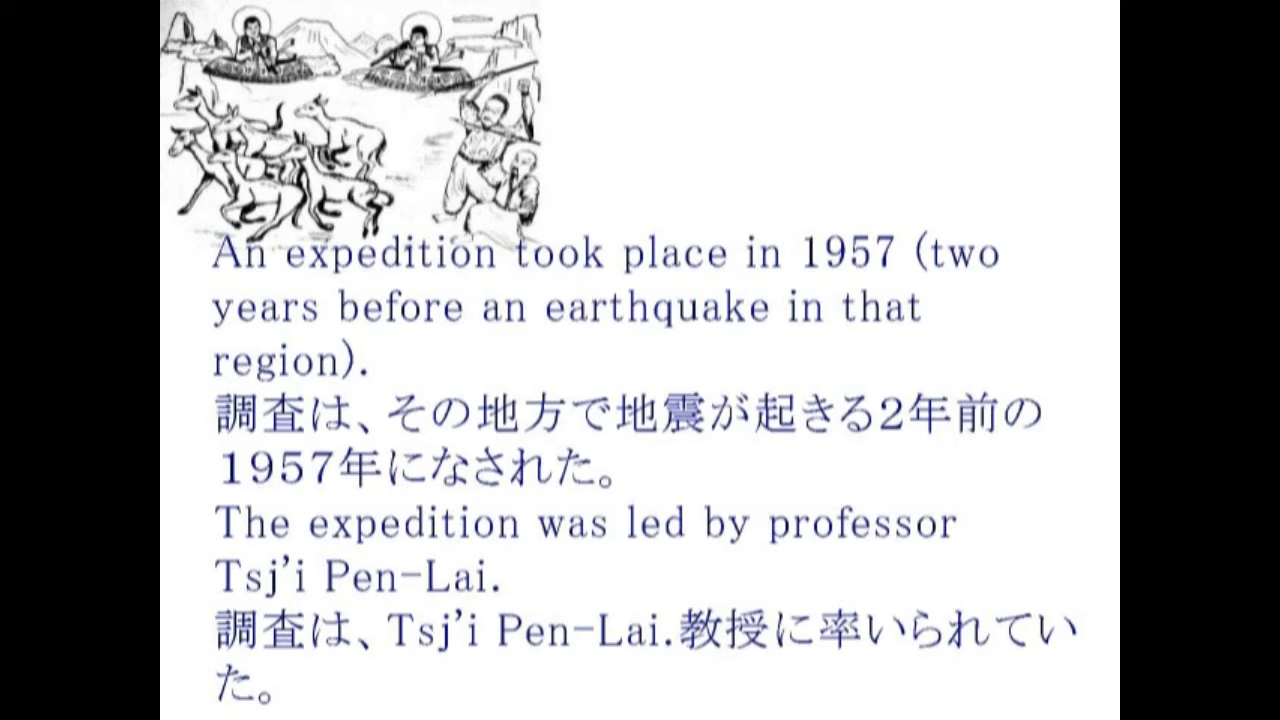 An expedition took place in 1957 (two
years before an earthquake in that
region).
調査は、その地方で地震が起きる２年前の
１９５７年になされた。
The expedition was led by professor
Tsj’i Pen-Lai.
調査は、Tsj’i Pen-Lai.教授に率いられてい
た。